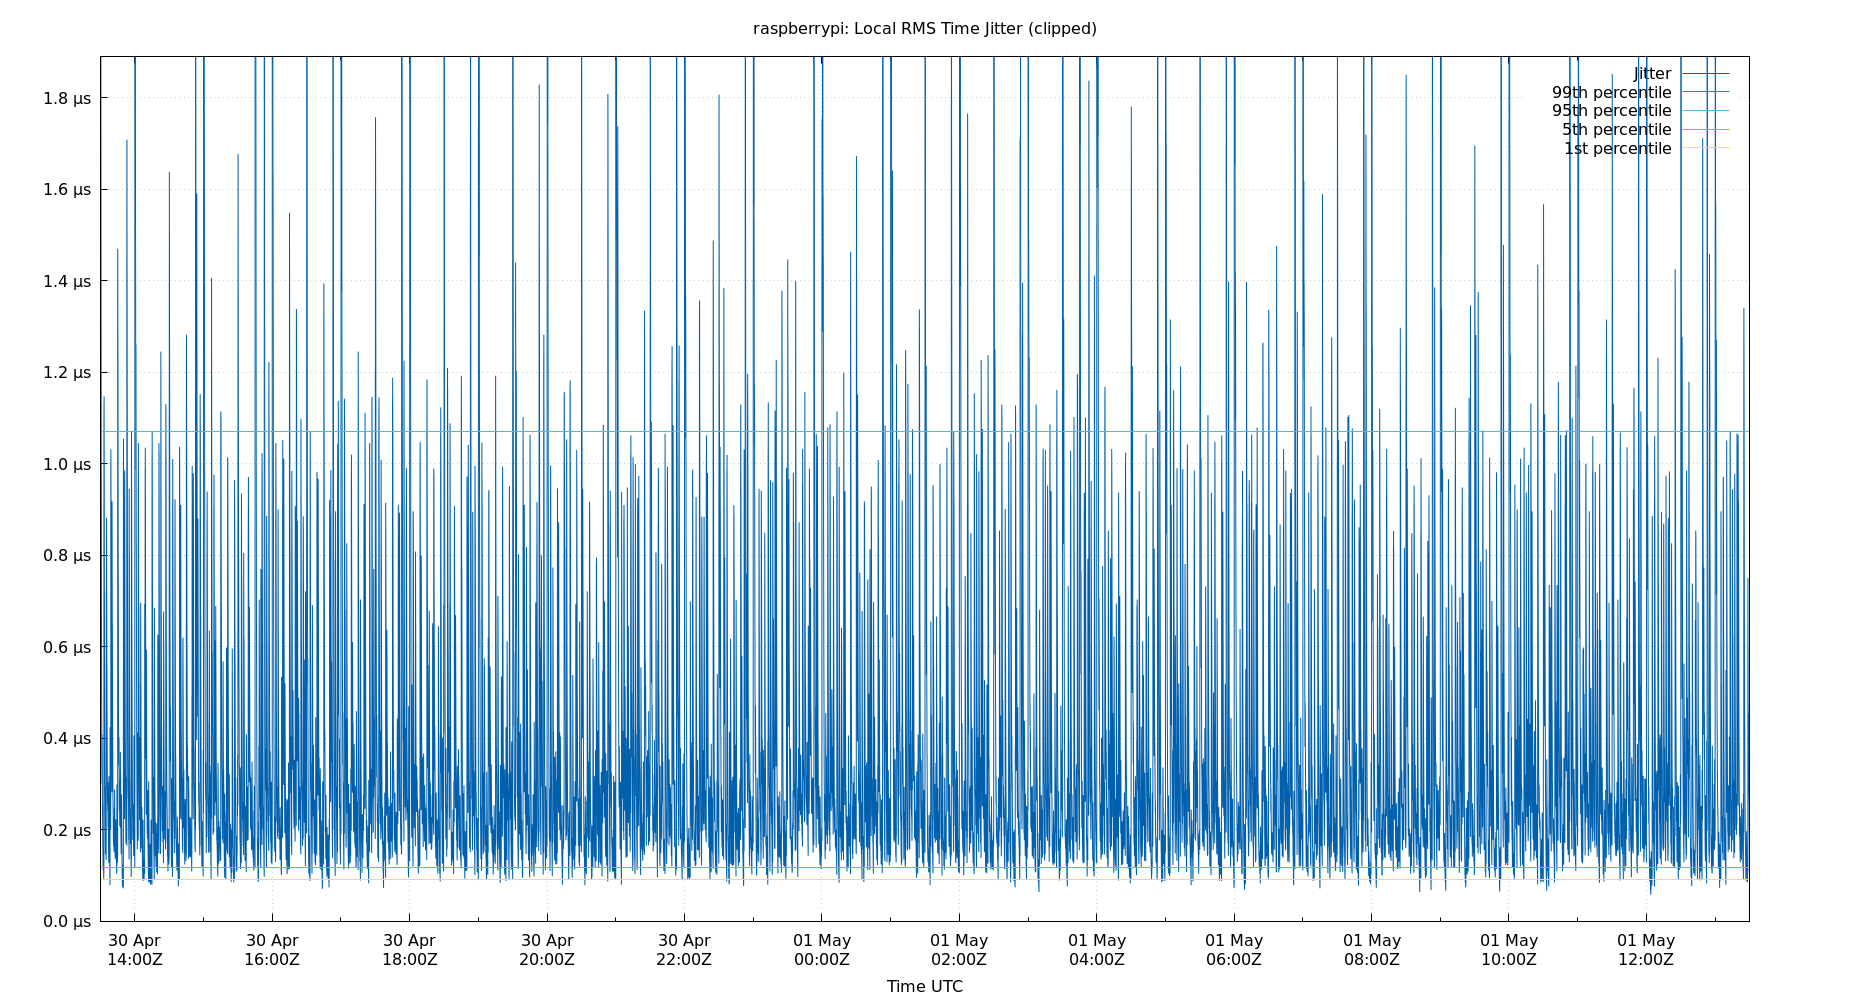 raspberrypi: Local RMS Time Jitter (clipped)
Jitter
99th percentile
95th percentile
5th percentile
1st percentile
1.8 µs
1.6 µs
1.4 µs
1.2 µs
1.0 µs
0.8 µs
0.6 µs
0.4 µs
0.2 µs
0.0 µs
30 Apr 30 Apr 30 Apr 30 Apr 30 Apr 01 May 01 May 01 May 01 May 01 May 01 May 01 May
14:00Z 16:00Z 18:00Z 20:00Z 22:00Z 00:00Z 02:00Z 04:00Z 06:00Z 08:00Z 10:00Z 12:00Z
Time UTC